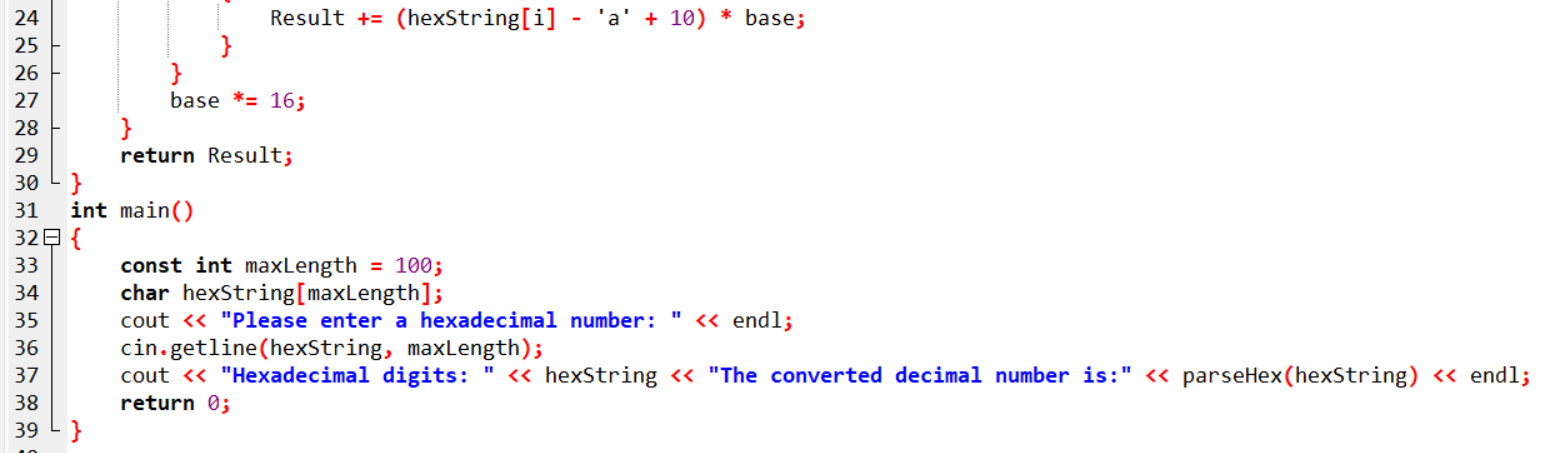 24 Result += (hexString[i] - 'a' + 10) * base;
25 }
26 }
27 base *= 16;
28 }
29 return Result;
30 }
31 int main()
32 {
33 const int maxLength = 100;
34 char hexString[maxLength];
35 cout << "Please enter a hexadecimal number: " << endl;
36 cin.getline(hexString, maxLength);
37 cout << "Hexadecimal digits: " << hexString << "The converted decimal number is:" << parseHex(hexString) << endl;
38 return 0;
39 }